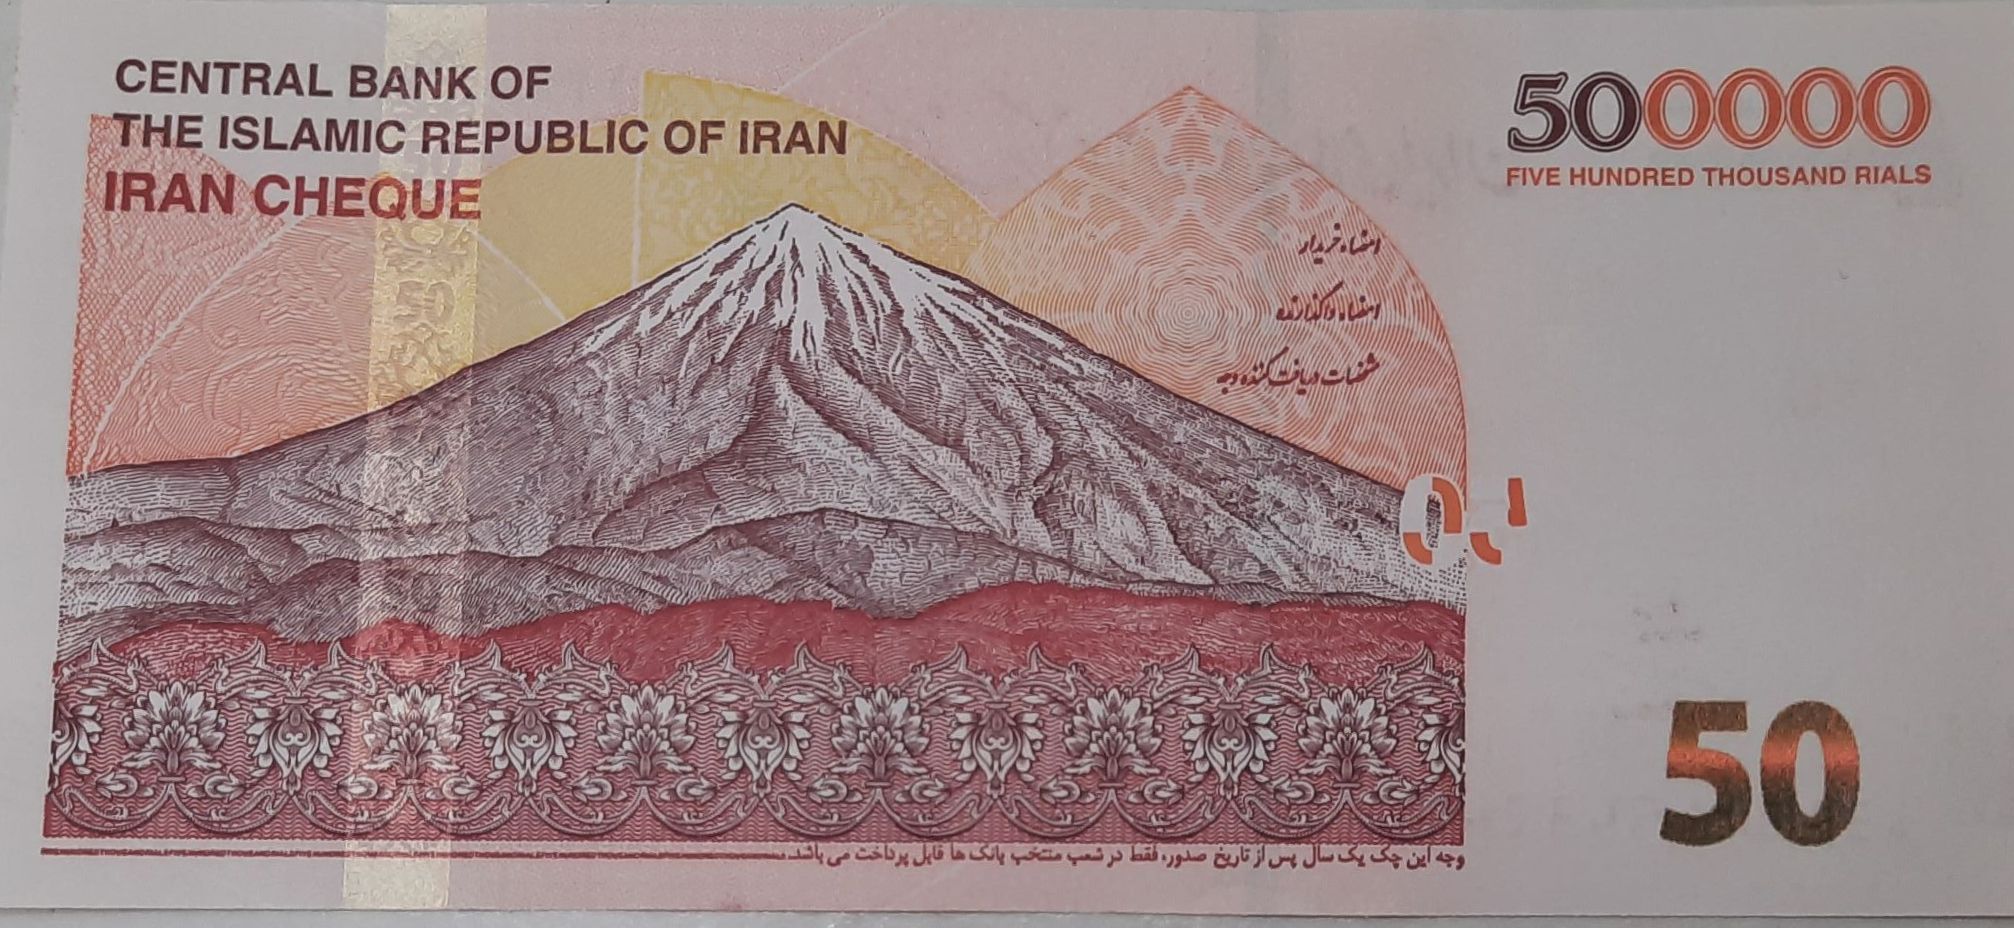 CENTRAL BANK OF
THE ISLAMIC REPUBLIC OF IRAN
IRAN CHEQUE
500000
FIVE HUNDRED THOUSAND RIALS
امضاء خریدار
امضاء واگذارنده
مشخصات دریافت کننده وجه
50
50
وجه این چک یک سال پس از تاریخ صدور، فقط در شعب منتخب بانک ها قابل پرداخت می باشد.